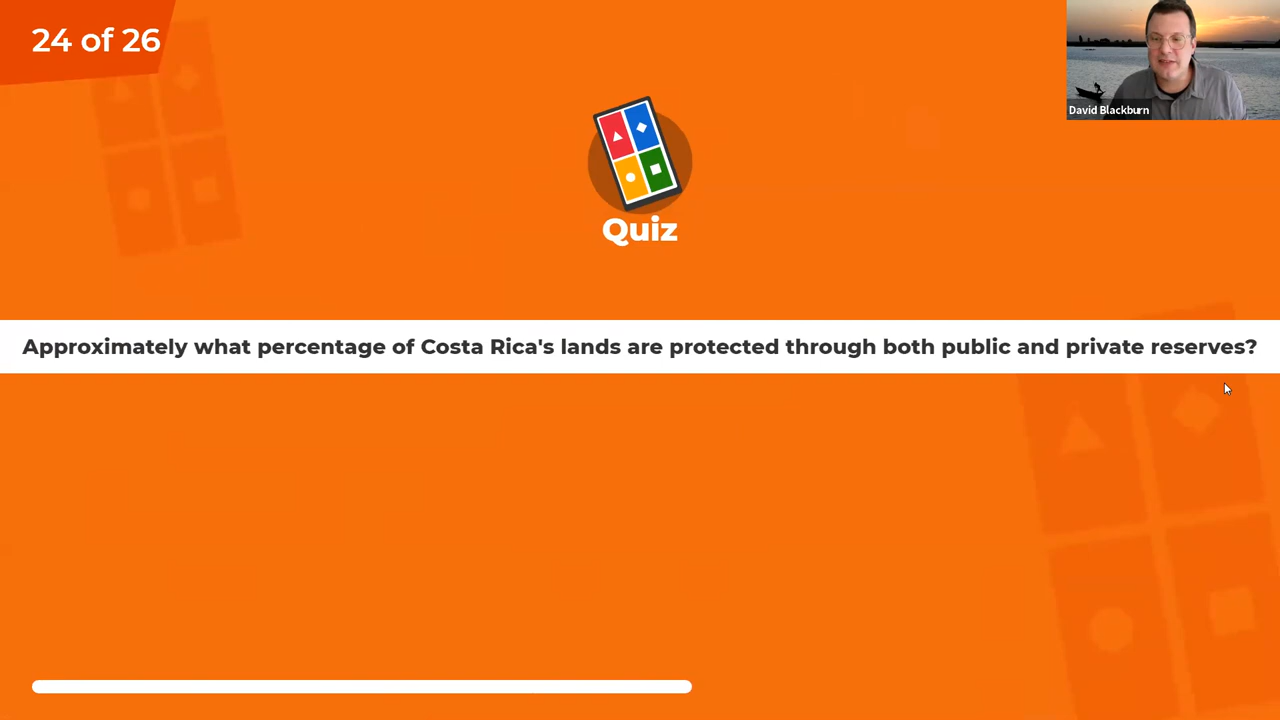 24 of 26
David Blackburn
Quiz
Approximately what percentage of Costa Rica's lands are protected through both public and private reserves?